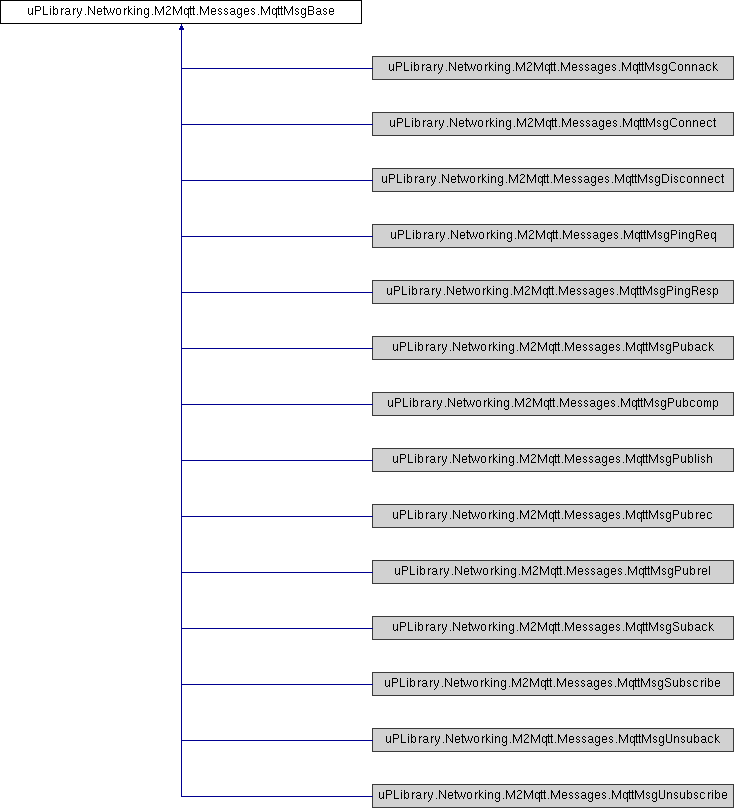 uPLibrary.Networking.M2Mqtt.Messages.MqttMsgBase
uPLibrary.Networking.M2Mqtt.Messages.MqttMsgConnack
uPLibrary.Networking.M2Mqtt.Messages.MqttMsgConnect
uPLibrary.Networking.M2Mqtt.Messages.MqttMsgDisconnect
uPLibrary.Networking.M2Mqtt.Messages.MqttMsgPingReq
uPLibrary.Networking.M2Mqtt.Messages.MqttMsgPingResp
uPLibrary.Networking.M2Mqtt.Messages.MqttMsgPuback
uPLibrary.Networking.M2Mqtt.Messages.MqttMsgPubcomp
uPLibrary.Networking.M2Mqtt.Messages.MqttMsgPublish
uPLibrary.Networking.M2Mqtt.Messages.MqttMsgPubrec
uPLibrary.Networking.M2Mqtt.Messages.MqttMsgPubrel
uPLibrary.Networking.M2Mqtt.Messages.MqttMsgSuback
uPLibrary.Networking.M2Mqtt.Messages.MqttMsgSubscribe
uPLibrary.Networking.M2Mqtt.Messages.MqttMsgUnsuback
uPLibrary.Networking.M2Mqtt.Messages.MqttMsgUnsubscribe